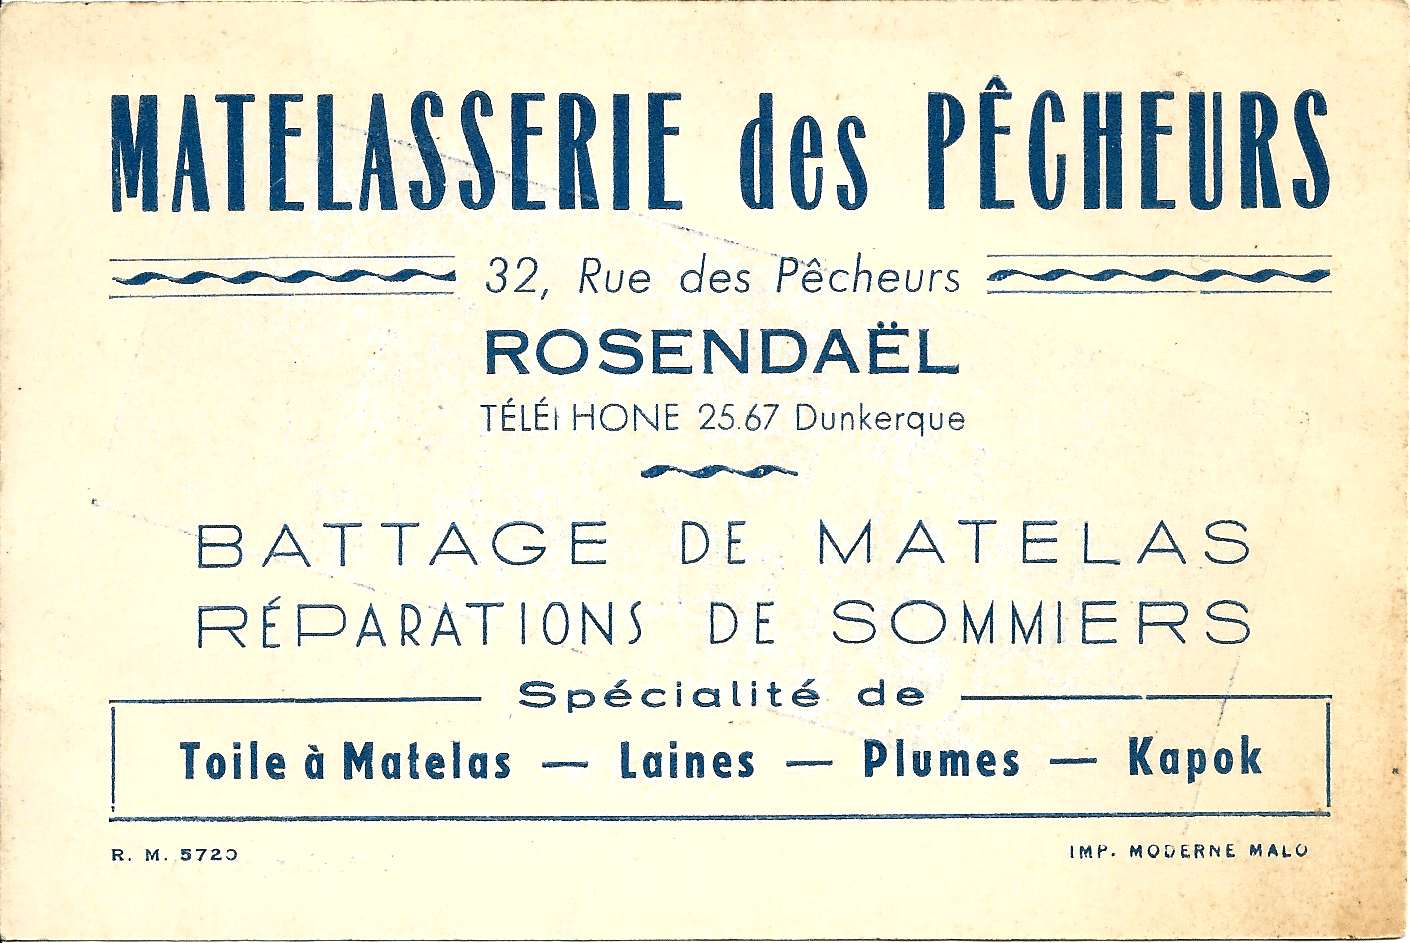 MATELASSERIE des PÊCHEURS
32, Rue des Pêcheurs
ROSENDAËL
TÉLÉPHONE 25.67 Dunkerque
BATTAGE DE MATELAS
RÉPARATIONS DE SOMMIERS
Spécialité de
Toile à Matelas — Laines — Plumes — Kapok
R. M. 5720
IMP. MODERNE MALO